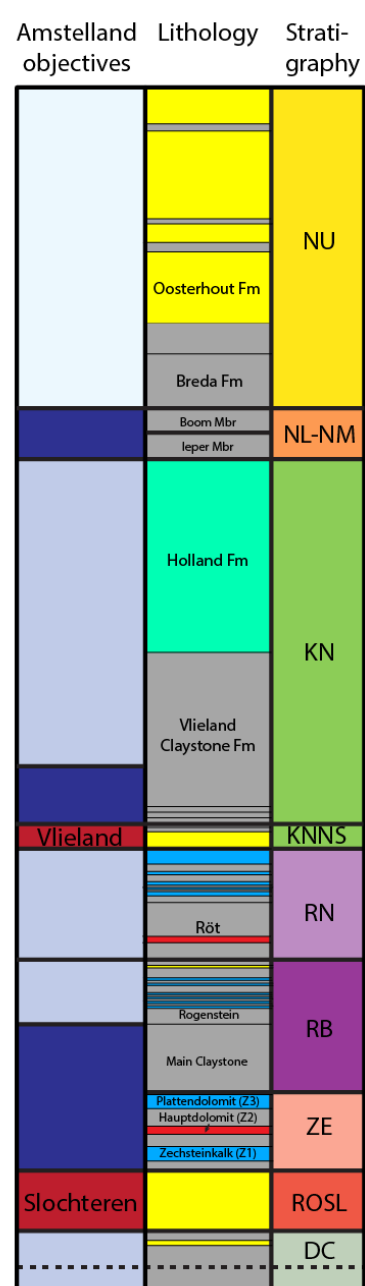 Amstelland
objectives
Lithology
Strati-
graphy
NU
Oosterhout Fm
Breda Fm
Boom Mbr
NL-NM
Ieper Mbr
Holland Fm
KN
Vlieland
Claystone Fm
Vlieland
KNNS
RN
Röt
Rogenstein
RB
Main Claystone
Plattendolomit (Z3)
Hauptdolomit (Z2)
ZE
Zechsteinkalk (Z1)
Slochteren
ROSL
DC